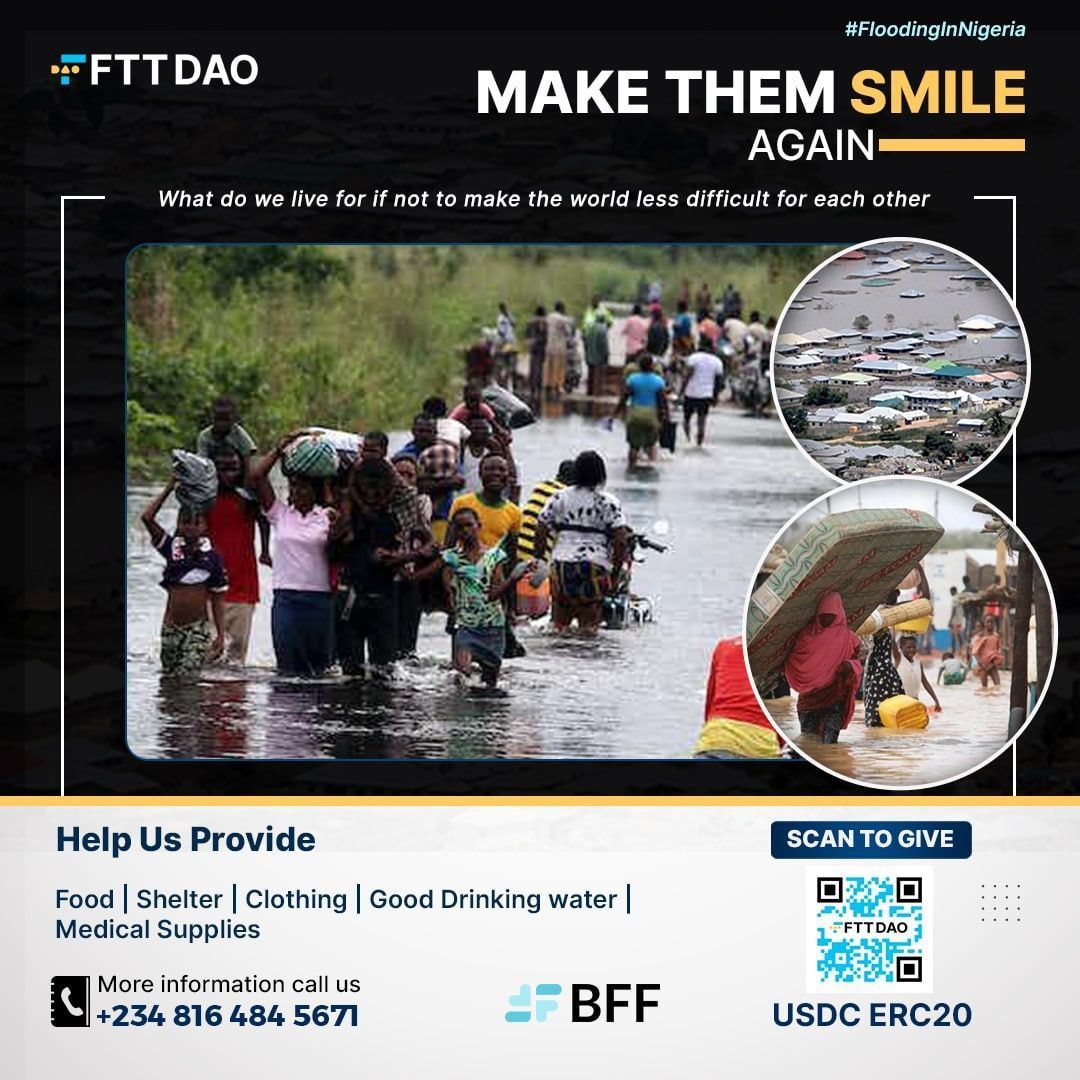 #FloodingInNigeria
FTT DAO
MAKE THEM SMILE
AGAIN
What do we live for if not to make the world less difficult for each other
Help Us Provide
Food | Shelter | Clothing | Good Drinking water |
Medical Supplies
More information call us
+234 816 484 5671
BFF
SCAN TO GIVE
FTT DAO
USDC ERC20